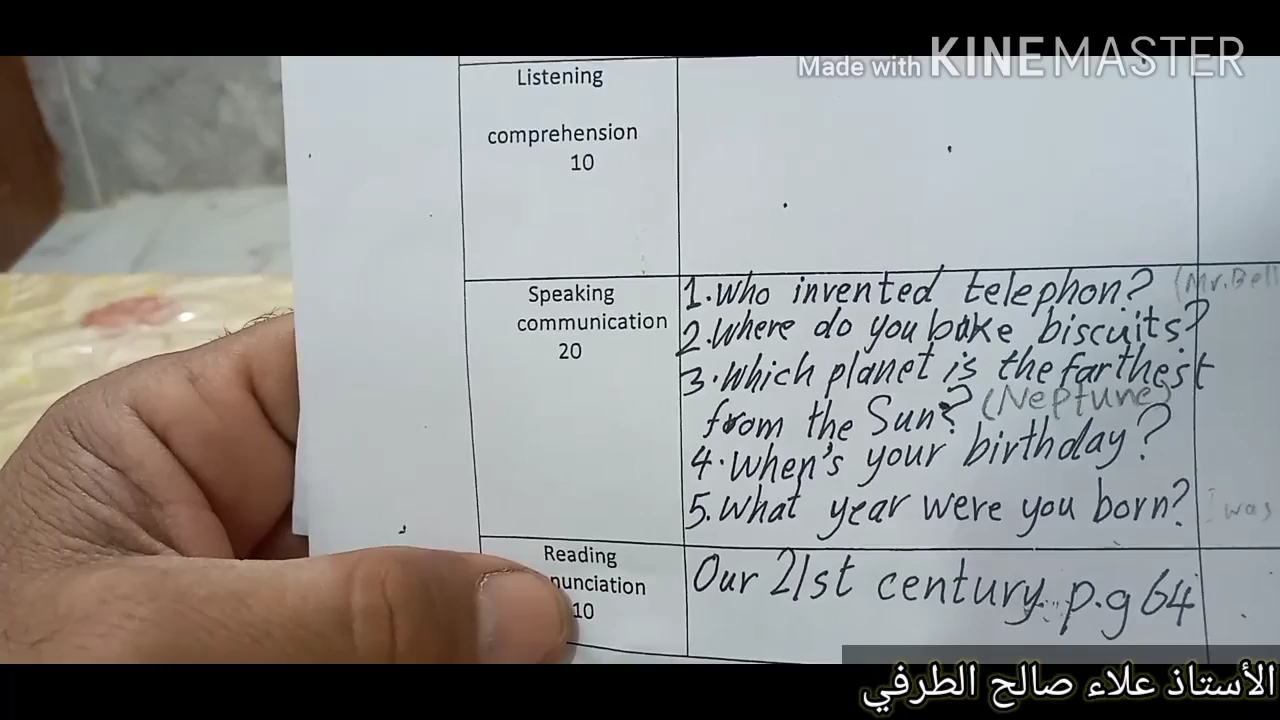 Made with KINEMASTER
Listening
comprehension
10
Speaking
communication
20
1. Who invented telephon? (Mr. Bell
2. Where do you bake biscuits?
3. Which planet is the farthest
from the Sun? (Neptune)
4. When's your birthday?
5. What year were you born? I was
Reading
nunciation
10
Our 21st century p.g 64
الأستاذ علاء صالح الطرفي